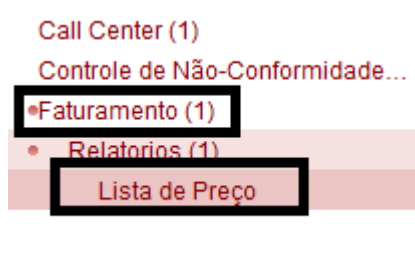 Call Center (1)
Controle de Não-Conformidade...
Faturamento (1)
Relatorios (1)
Lista de Preço